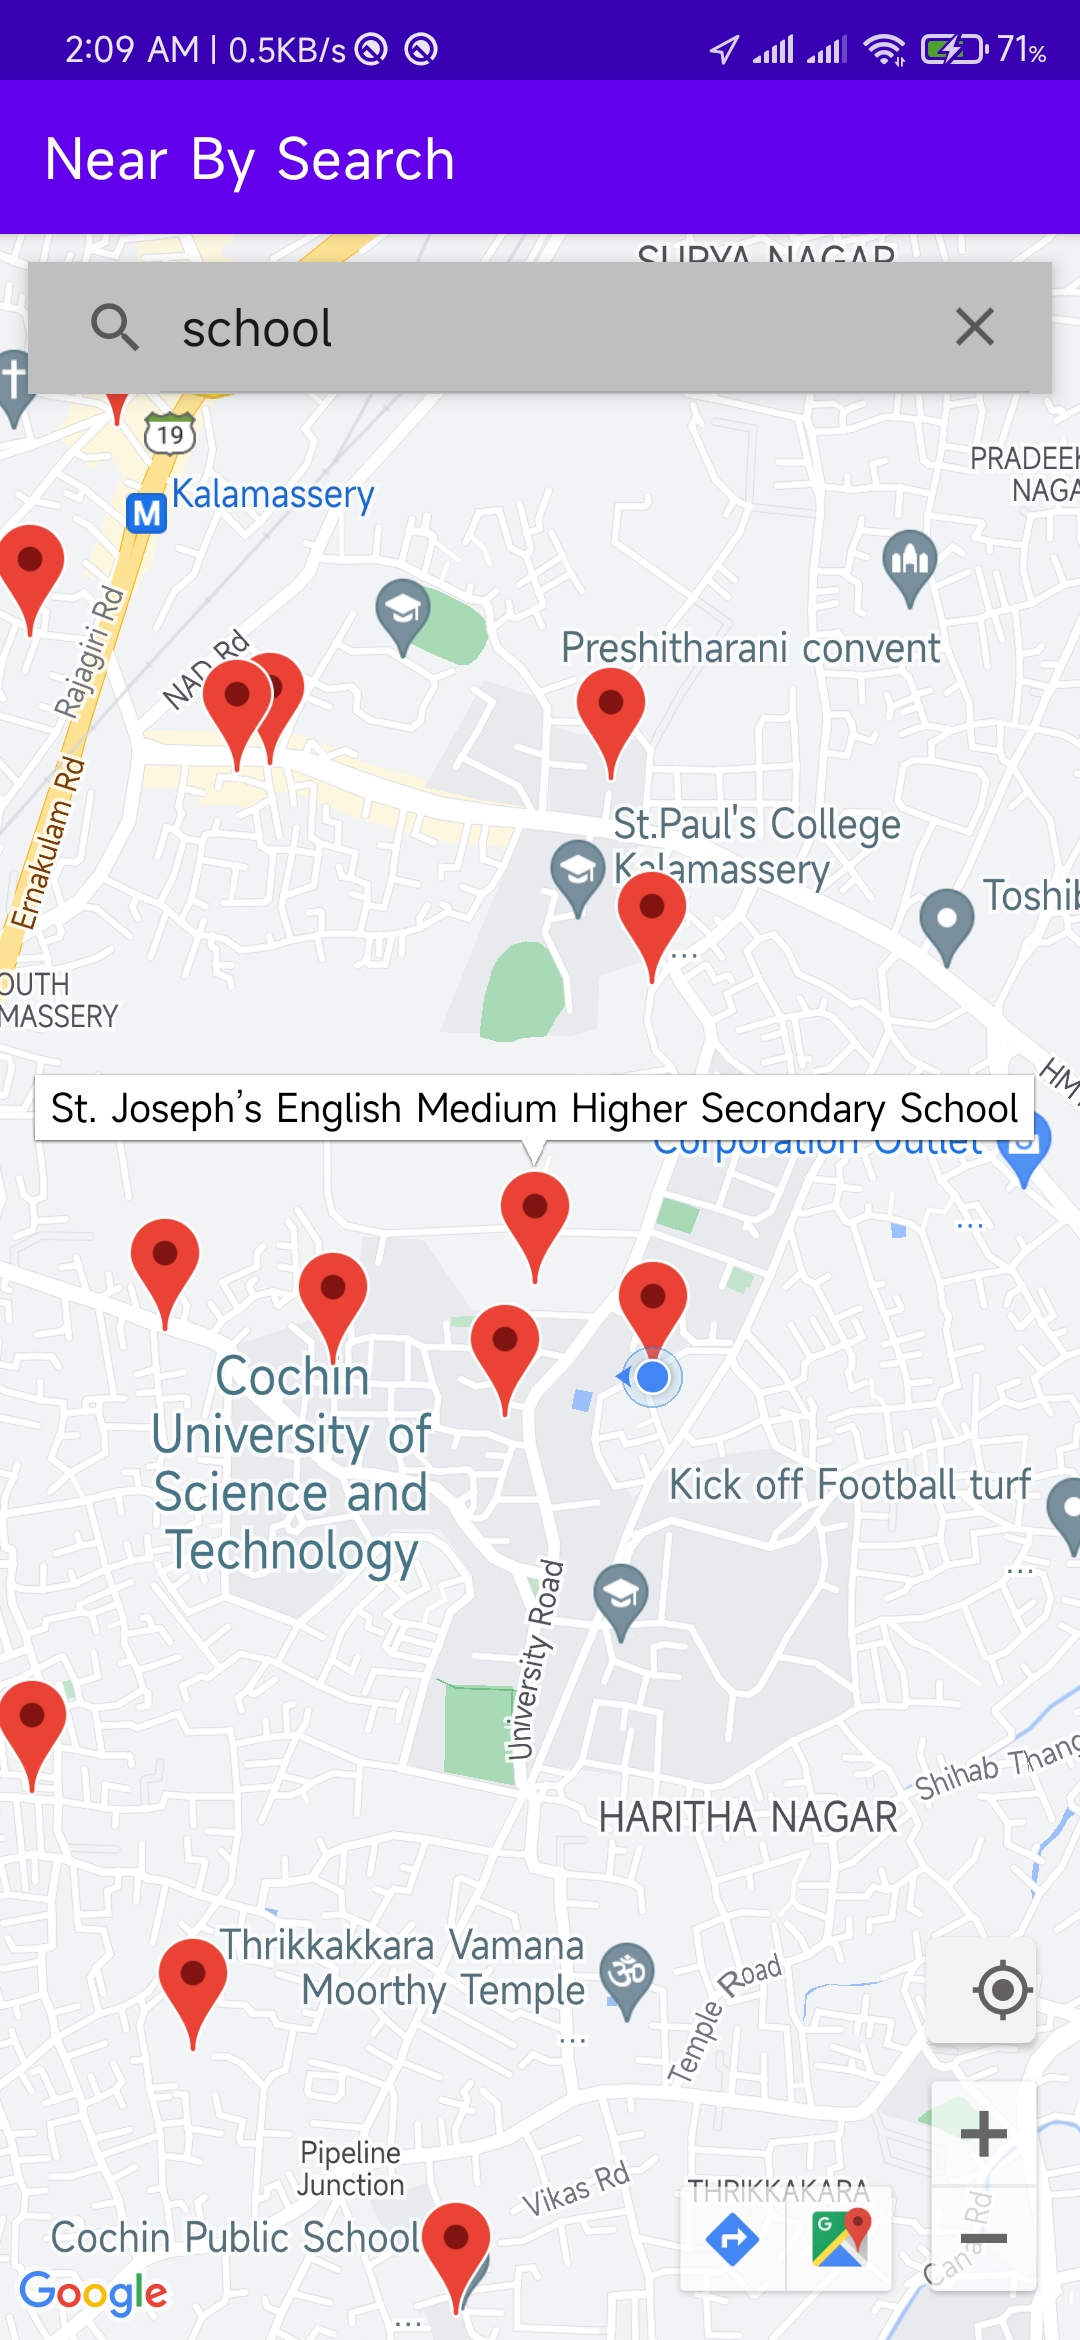 2:09 AM | 0.5KB/s
71%
Near By Search
SURYA NAGAR
school
19
Kalamassery
M
PRADEEK
NAGA
Rajagiri Rd
NAD Rd
Preshitharani convent
Ernakulam Rd
St.Paul's College
Kalamassery
...
Toshib
OUTH
MASSERY
HM
St. Joseph's English Medium Higher Secondary School
Corporation Outlet
...
Cochin
University of
Science and
Technology
Kick off Football turf
...
University Road
Shihab Thang
HARITHA NAGAR
Thrikkakkara Vamana
Moorthy Temple
ॐ
...
Temple Road
Pipeline
Junction
Vikas Rd
THRIKKAKARA
Cochin Public School
G
Canal Rd
Google
...